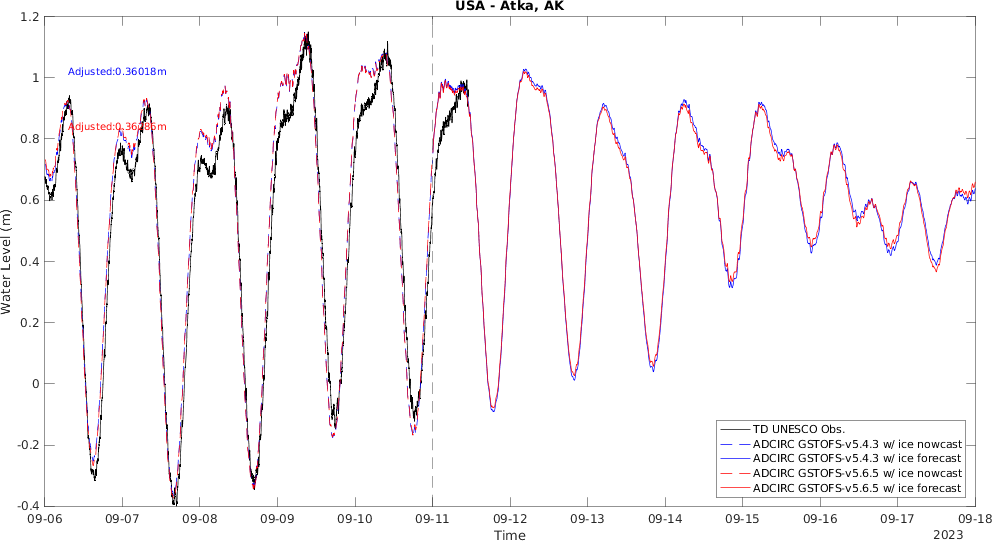 USA - Atka, AK
1.2
1
0.8
0.6
0.4
0.2
0
-0.2
-0.4
Water Level (m)
Adjusted:0.36018m
TD UNESCO Obs.
ADCIRC GSTOFS-v5.4.3 w/ ice nowcast
ADCIRC GSTOFS-v5.4.3 w/ ice forecast
ADCIRC GSTOFS-v5.6.5 w/ ice nowcast
ADCIRC GSTOFS-v5.6.5 w/ ice forecast
09-06 09-07 09-08 09-09 09-10 09-11 09-12 09-13 09-14 09-15 09-16 09-17 09-18
Time
2023